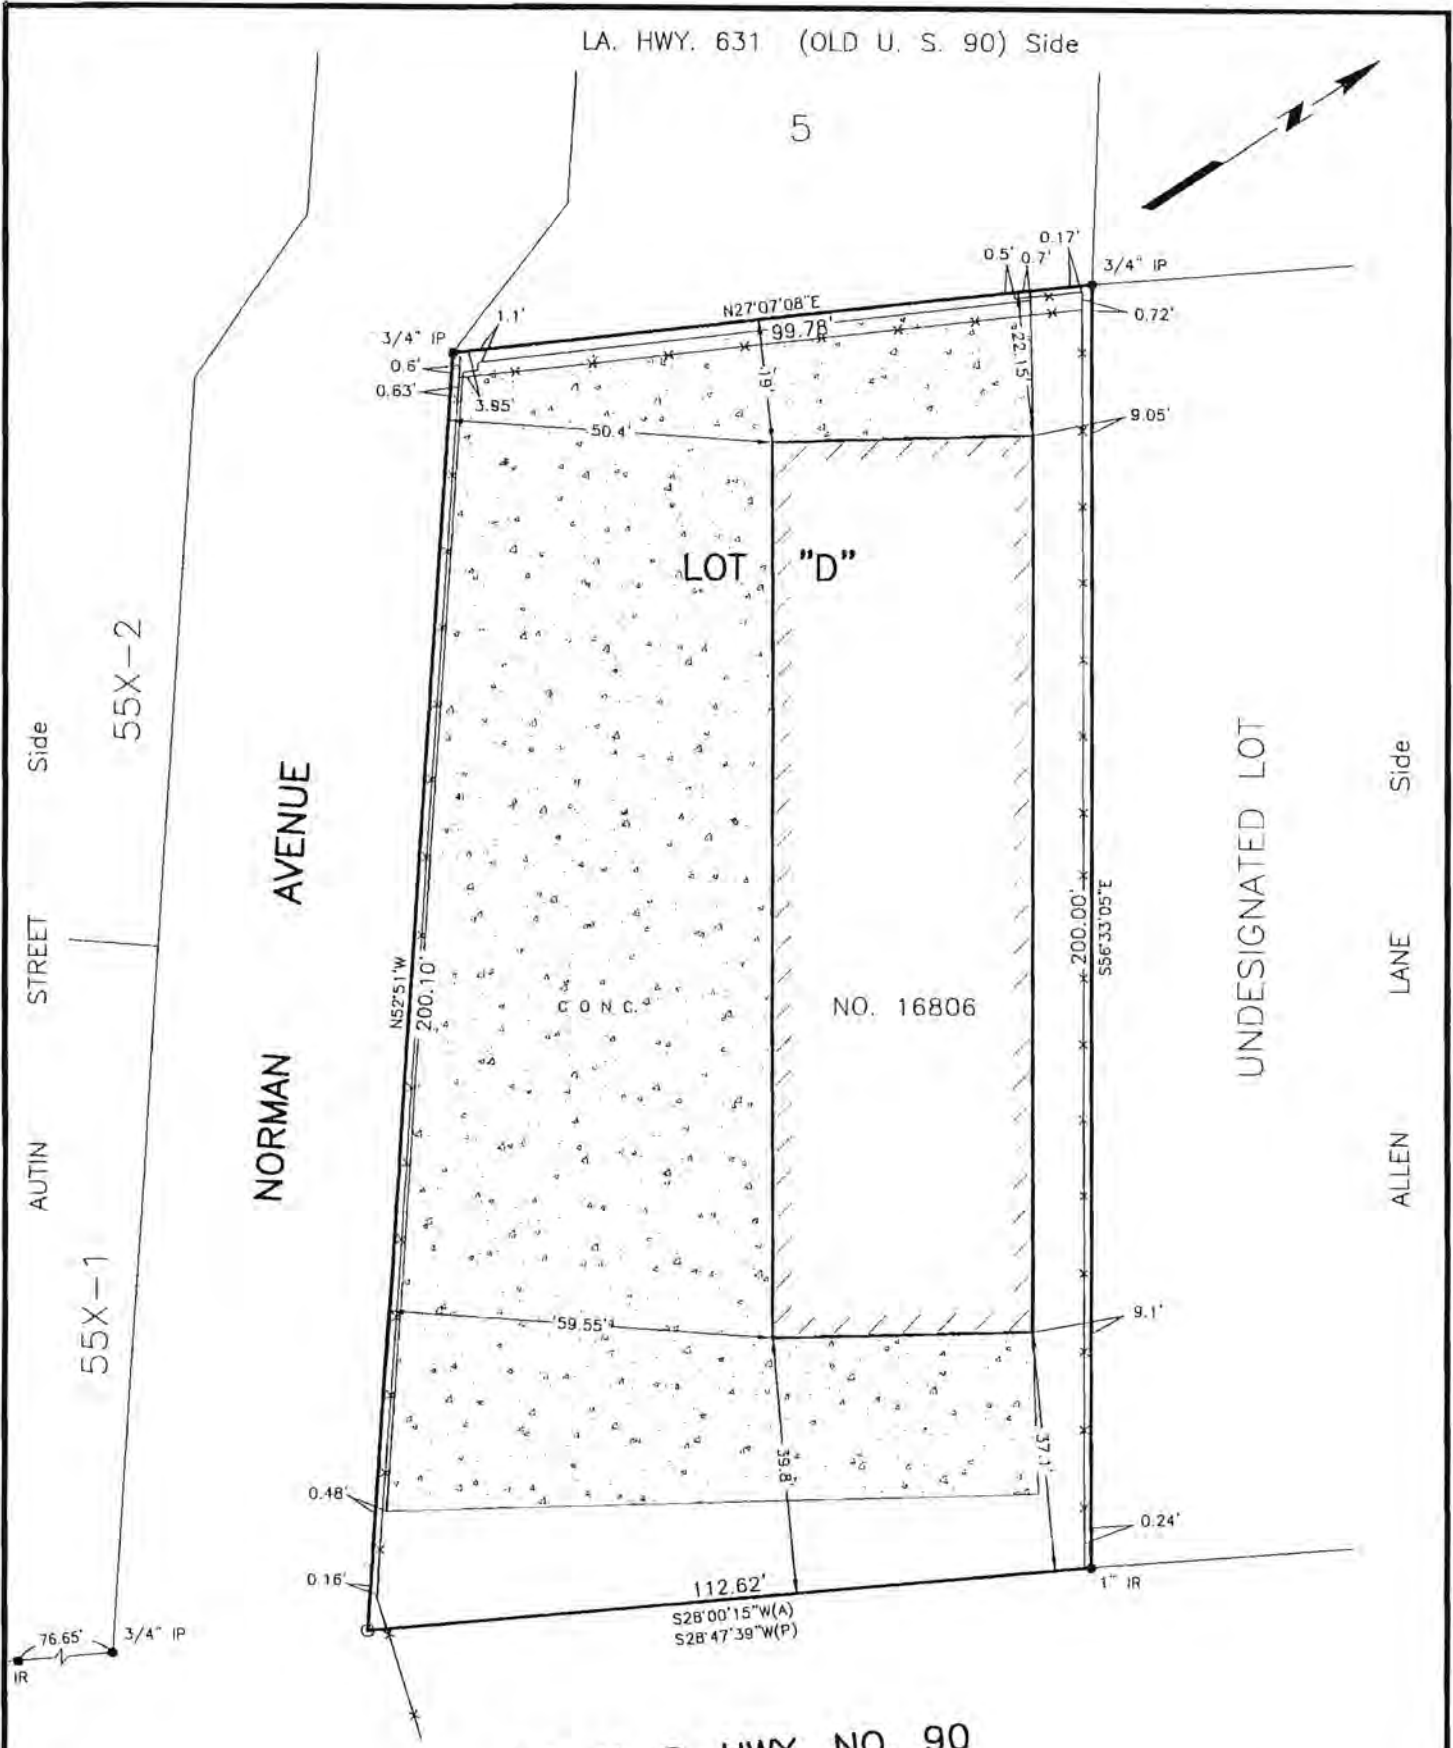 LA. HWY. 631 (OLD U. S. 90) Side
5
N
0.17'
0.5' 0.7'
3/4" IP
N27°07'08"E
99.78'
1.1'
3/4" IP
0.6'
0.63'
3.95'
0.72'
19'
22.15'
9.05'
50.4'
LOT "D"
55X-2
Side
NORMAN AVENUE
UNDESIGNATED LOT
Side
N52°51'W
200.10'
200.00'
S56°33'05"E
CONC.
NO. 16806
AUTIN STREET
ALLEN LANE
55X-1
59.55'
9.1'
39.8'
37.1'
0.48'
0.24'
0.16'
112.62'
1" IR
S28°00'15"W(A)
S28°47'39"W(P)
76.65'
3/4" IP
IR
HWY. NO. 90